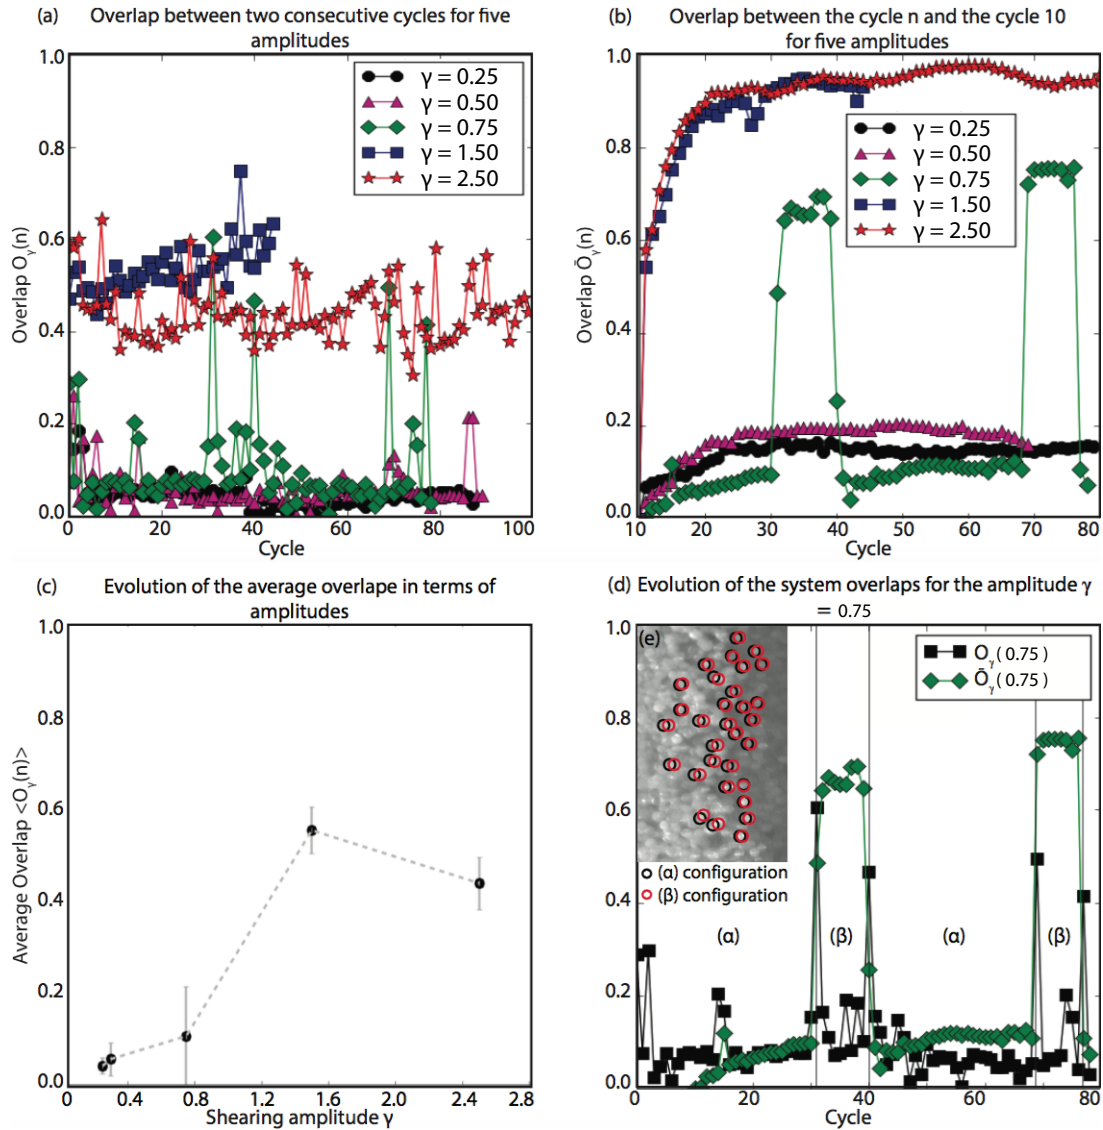 (a) Overlap between two consecutive cycles for five
amplitudes
1.0
0.8
0.6
0.4
0.2
0.0
Overlap Oᵧ(n)
γ = 0.25
γ = 0.50
γ = 0.75
γ = 1.50
γ = 2.50
0 20 40 60 80 100
Cycle
(b) Overlap between the cycle n and the cycle 10
for five amplitudes
1.0
0.8
0.6
0.4
0.2
0.0
Overlap Ōᵧ(n)
γ = 0.25
γ = 0.50
γ = 0.75
γ = 1.50
γ = 2.50
10 20 30 40 50 60 70 80
Cycle
(c) Evolution of the average overlape in terms of
amplitudes
1.0
0.8
0.6
0.4
0.2
0.0
Average Overlap <Oᵧ(n)>
0 0.4 0.8 1.2 1.6 2.0 2.4 2.8
Shearing amplitude γ
(d) Evolution of the system overlaps for the amplitude γ
= 0.75
1.0
0.8
0.6
0.4
0.2
0.0
(e)
Oᵧ( 0.75 )
Ōᵧ(0.75)
(α) configuration
(β) configuration
(α) (β) (α) (β)
0 20 40 60 80
Cycle